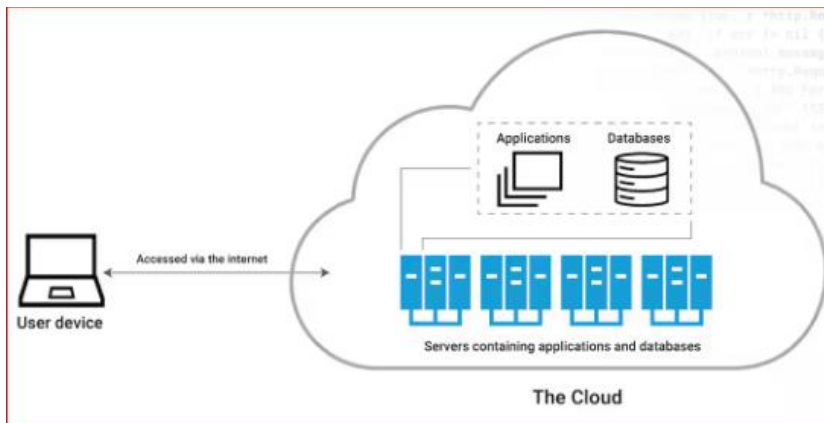 Applications Databases
Accessed via the internet
User device
Servers containing applications and databases
The Cloud